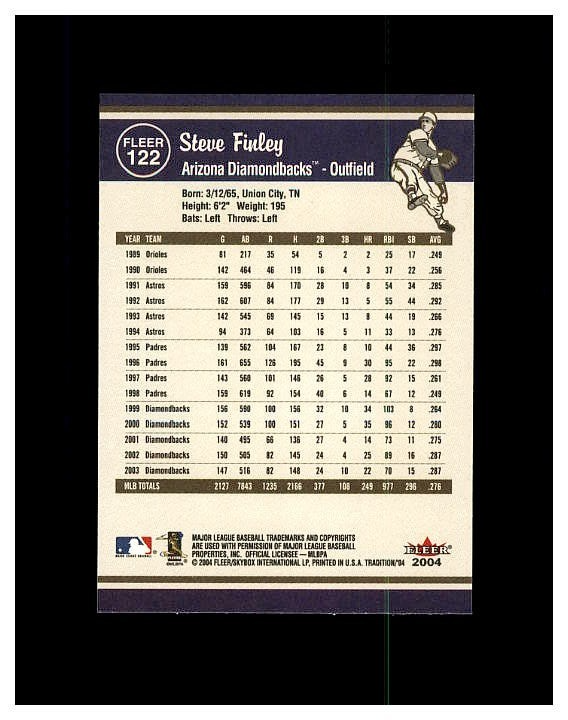 FLEER
122
Steve Finley
Arizona Diamondbacks™ - Outfield
Born: 3/12/65, Union City, TN
Height: 6'2" Weight: 195
Bats: Left Throws: Left
YEAR TEAM G AB R H 2B 3B HR RBI SB AVG
1989 Orioles 81 217 35 54 5 2 2 25 17 .249
1990 Orioles 142 464 46 119 16 4 3 37 22 .256
1991 Astros 159 596 84 170 28 10 8 54 34 .285
1992 Astros 162 607 84 177 29 13 5 55 44 .292
1993 Astros 142 545 69 145 15 13 8 44 19 .266
1994 Astros 94 373 64 103 16 5 11 33 13 .276
1995 Padres 139 562 104 167 23 8 10 44 36 .297
1996 Padres 161 655 126 195 45 9 30 95 22 .298
1997 Padres 143 560 101 146 26 5 28 92 15 .261
1998 Padres 159 619 92 154 40 6 14 67 12 .249
1999 Diamondbacks 156 590 100 156 32 10 34 103 8 .264
2000 Diamondbacks 152 539 100 151 27 5 35 96 12 .280
2001 Diamondbacks 140 495 66 136 27 4 14 73 11 .275
2002 Diamondbacks 150 505 82 145 24 4 25 89 16 .287
2003 Diamondbacks 147 516 82 148 24 10 22 70 15 .287
MLB TOTALS 2127 7843 1235 2166 377 108 249 977 296 .276
MAJOR LEAGUE BASEBALL TRADEMARKS AND COPYRIGHTS
ARE USED WITH PERMISSION OF MAJOR LEAGUE BASEBALL
PROPERTIES, INC. OFFICIAL LICENSEE — MLBPA
© 2004 FLEER/SKYBOX INTERNATIONAL LP, PRINTED IN U.S.A. TRADITION/'04
FLEER
2004